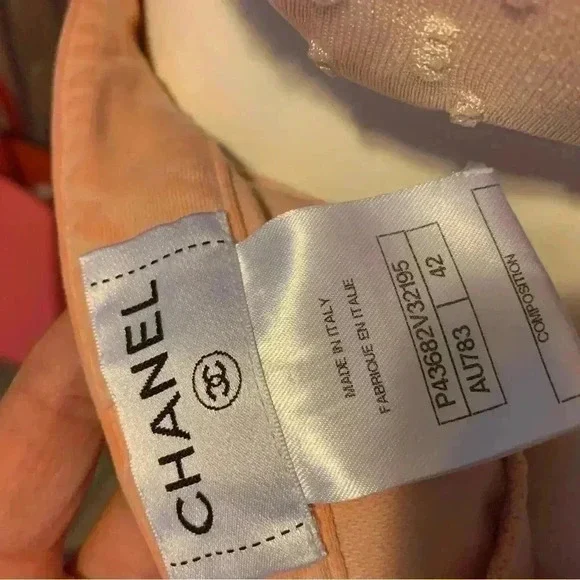 CHANEL
MADE IN ITALY
FABRIQUE EN ITALIE
P43682V32195
AU783 42
COMPOSITION